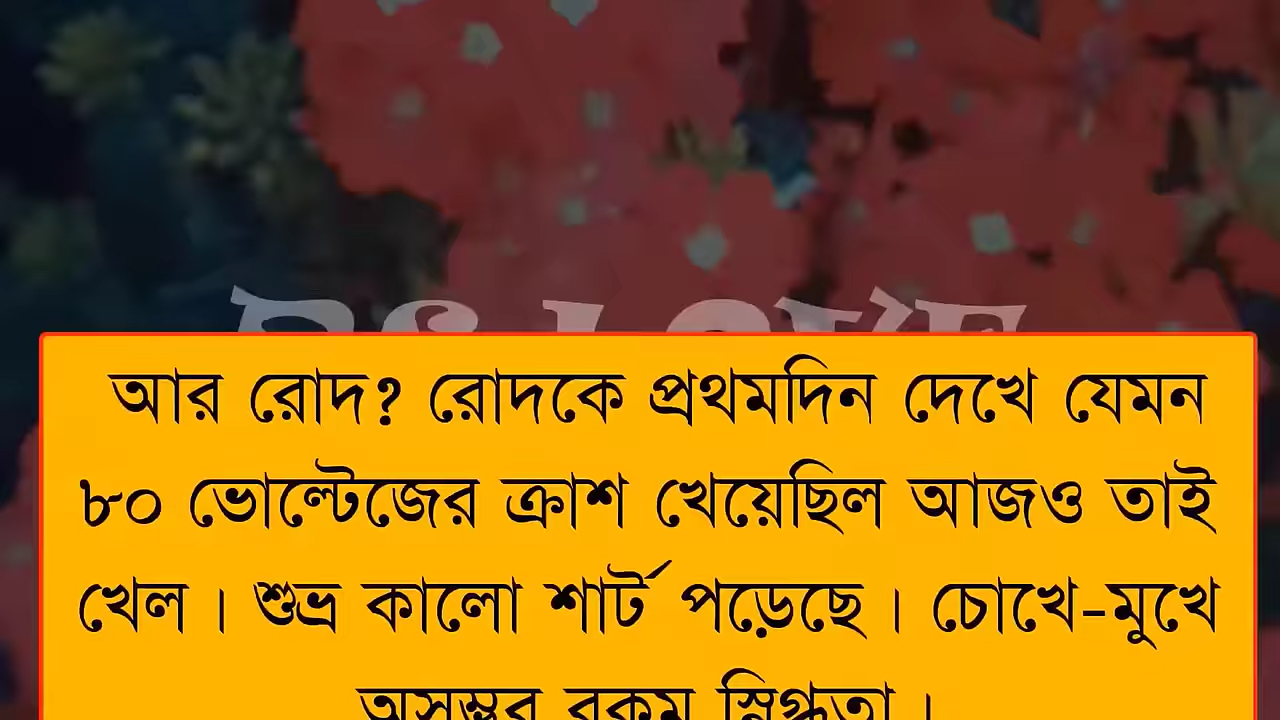 আর রোদ? রোদকে প্রথমদিন দেখে যেমন
৮০ ভোল্টেজের ক্রাশ খেয়েছিল আজও তাই
খেল। শুভ্র কালো শার্ট পড়েছে। চোখে-মুখে
অসম্ভব রকম স্নিগ্ধতা।